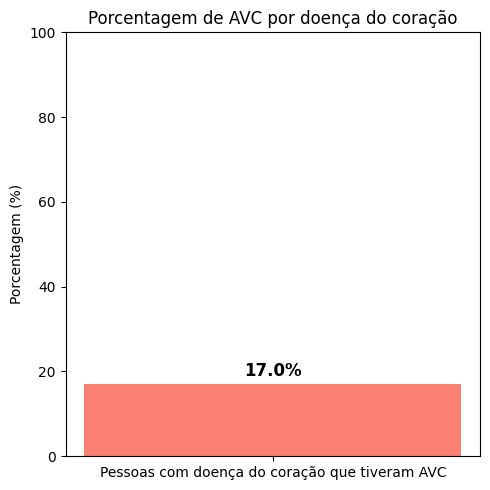 Porcentagem de AVC por doença do coração
100
80
60
40
20
0
Porcentagem (%)
17.0%
Pessoas com doença do coração que tiveram AVC